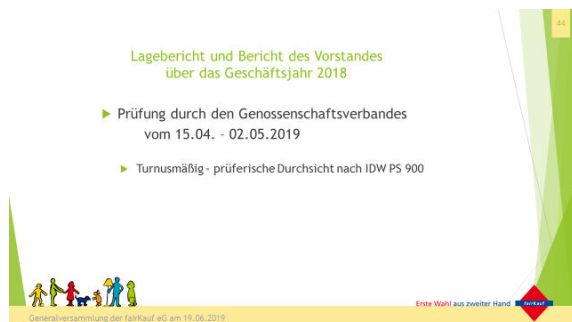 44
Lagebericht und Bericht des Vorstandes
über das Geschäftsjahr 2018
Prüfung durch den Genossenschaftsverbandes
vom 15.04. - 02.05.2019
Turnusmäßig - prüferische Durchsicht nach IDW PS 900
Erste Wahl aus zweiter Hand
fairKauf
Generalversammlung der fairKauf eG am 19.06.2019